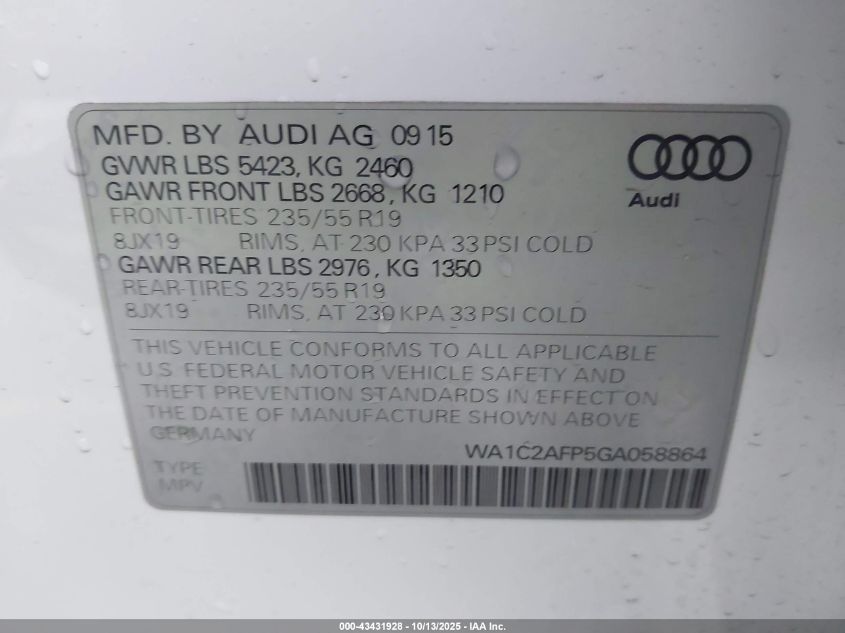 MFD. BY AUDI AG 09 15
GVWR LBS 5423, KG 2460
GAWR FRONT LBS 2668, KG 1210
FRONT-TIRES 235/55 R19
8JX19 RIMS, AT 230 KPA 33 PSI COLD
GAWR REAR LBS 2976, KG 1350
REAR-TIRES 235/55 R19
8JX19 RIMS, AT 230 KPA 33 PSI COLD
Audi
THIS VEHICLE CONFORMS TO ALL APPLICABLE
U.S. FEDERAL MOTOR VEHICLE SAFETY AND
THEFT PREVENTION STANDARDS IN EFFECT ON
THE DATE OF MANUFACTURE SHOWN ABOVE
GERMANY
WA1C2AFP5GA058864
TYPE
MPV
000-43431928 - 10/13/2025 - IAA Inc.